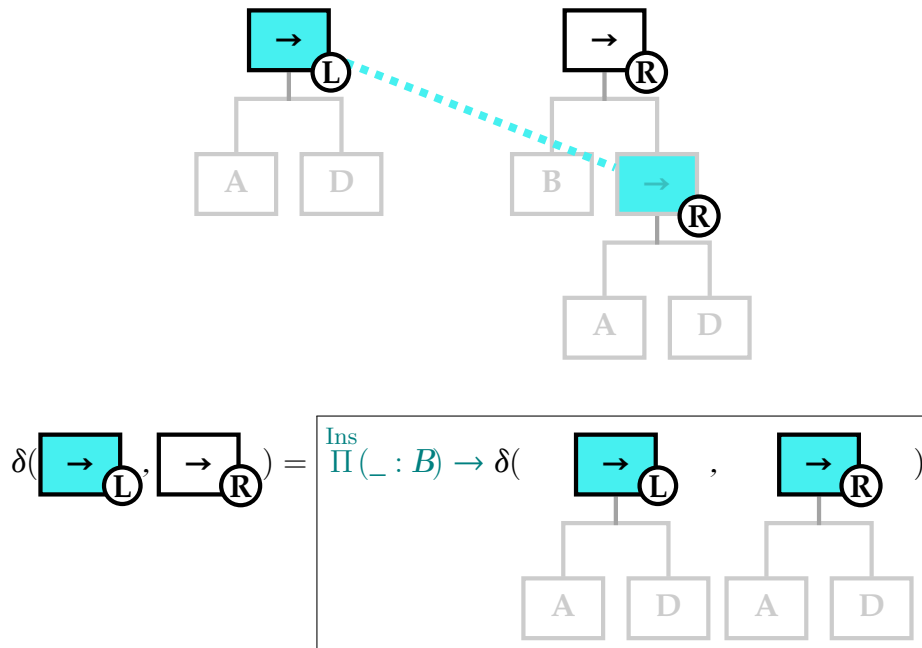 → L → R
A D B → R
A D
δ( → L , → R ) = Ins Π (_ : B) → δ( → L , → R )
A D A D